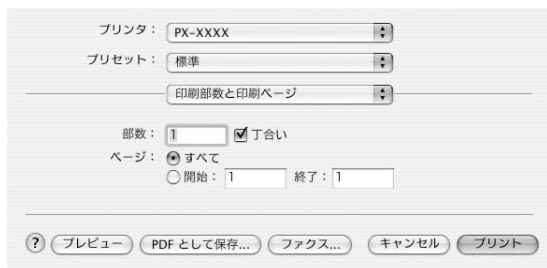 プリンタ： PX-XXXX
プリセット： 標準
印刷部数と印刷ページ
部数： 1 丁合い
ページ： すべて
開始： 1 終了： 1
? プレビュー PDF として保存... ファクス... キャンセル プリント